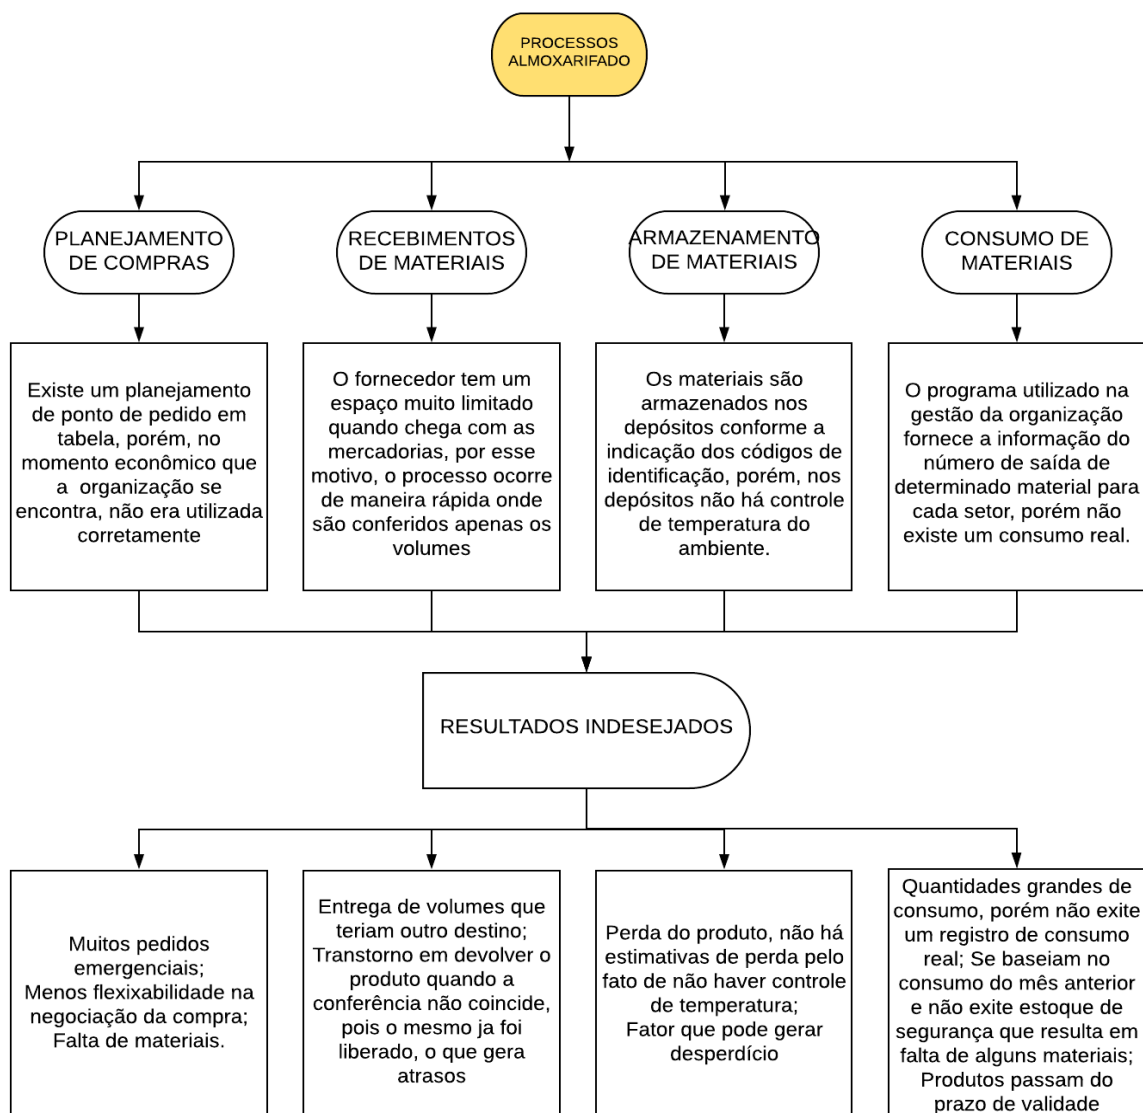 PROCESSOS
ALMOXARIFADO
PLANEJAMENTO
DE COMPRAS
RECEBIMENTOS
DE MATERIAIS
ARMAZENAMENTO
DE MATERIAIS
CONSUMO DE
MATERIAIS
Existe um planejamento
de ponto de pedido em
tabela, porém, no
momento econômico que
a organização se
encontra, não era utilizada
corretamente
O fornecedor tem um
espaço muito limitado
quando chega com as
mercadorias, por esse
motivo, o processo ocorre
de maneira rápida onde
são conferidos apenas os
volumes
Os materiais são
armazenados nos
depósitos conforme a
indicação dos códigos de
identificação, porém, nos
depósitos não há controle
de temperatura do
ambiente.
O programa utilizado na
gestão da organização
fornece a informação do
número de saída de
determinado material para
cada setor, porém não
existe um consumo real.
RESULTADOS INDESEJADOS
Muitos pedidos
emergenciais;
Menos flexixabilidade na
negociação da compra;
Falta de materiais.
Entrega de volumes que
teriam outro destino;
Transtorno em devolver o
produto quando a
conferência não coincide,
pois o mesmo ja foi
liberado, o que gera
atrasos
Perda do produto, não há
estimativas de perda pelo
fato de não haver controle
de temperatura;
Fator que pode gerar
desperdício
Quantidades grandes de
consumo, porém não exite
um registro de consumo
real; Se baseiam no
consumo do mês anterior
e não exite estoque de
segurança que resulta em
falta de alguns materiais;
Produtos passam do
prazo de validade